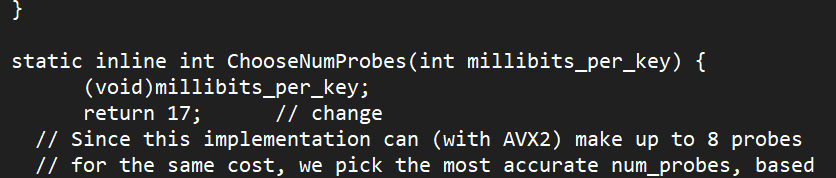 }
static inline int ChooseNumProbes(int millibits_per_key) {
(void)millibits_per_key;
return 17;      // change
// Since this implementation can (with AVX2) make up to 8 probes
// for the same cost, we pick the most accurate num_probes, based